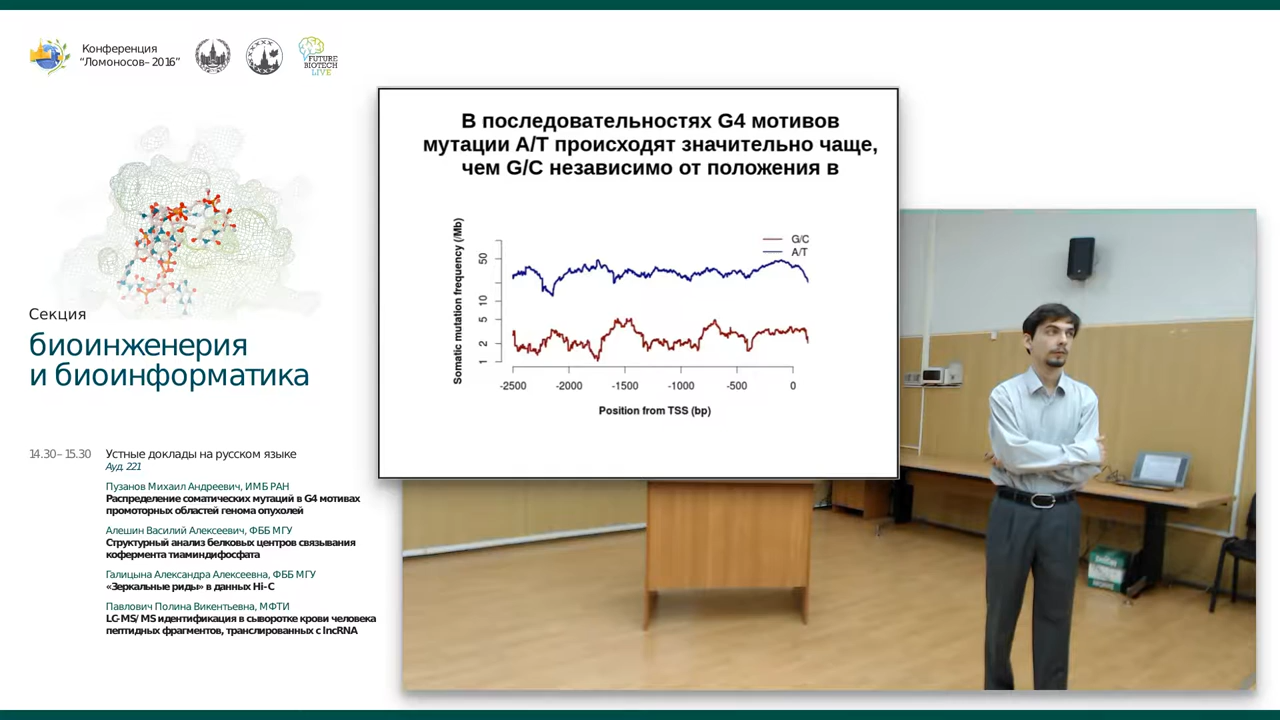 Конференция
“Ломоносов– 2016”
FUTURE
BIOTECH
LIVE
Секция
биоинженерия
и биоинформатика
14.30– 15.30 Устные доклады на русском языке
Ауд. 221
Пузанов Михаил Андреевич, ИМБ РАН
Распределение соматических мутаций в G4 мотивах
промоторных областей генома опухолей
Алешин Василий Алексеевич, ФББ МГУ
Структурный анализ белковых центров связывания
кофермента тиаминдифосфата
Галицына Александра Алексеевна, ФББ МГУ
«Зеркальные риды» в данных Hi-C
Павлович Полина Викентьевна, МФТИ
LC-MS/ MS идентификация в сыворотке крови человека
пептидных фрагментов, транслированных с lncRNA
В последовательностях G4 мотивов
мутации A/T происходят значительно чаще,
чем G/C независимо от положения в
Somatic mutation frequency (/Mb)
50
10
5
2
1
G/C
A/T
-2500 -2000 -1500 -1000 -500 0
Position from TSS (bp)